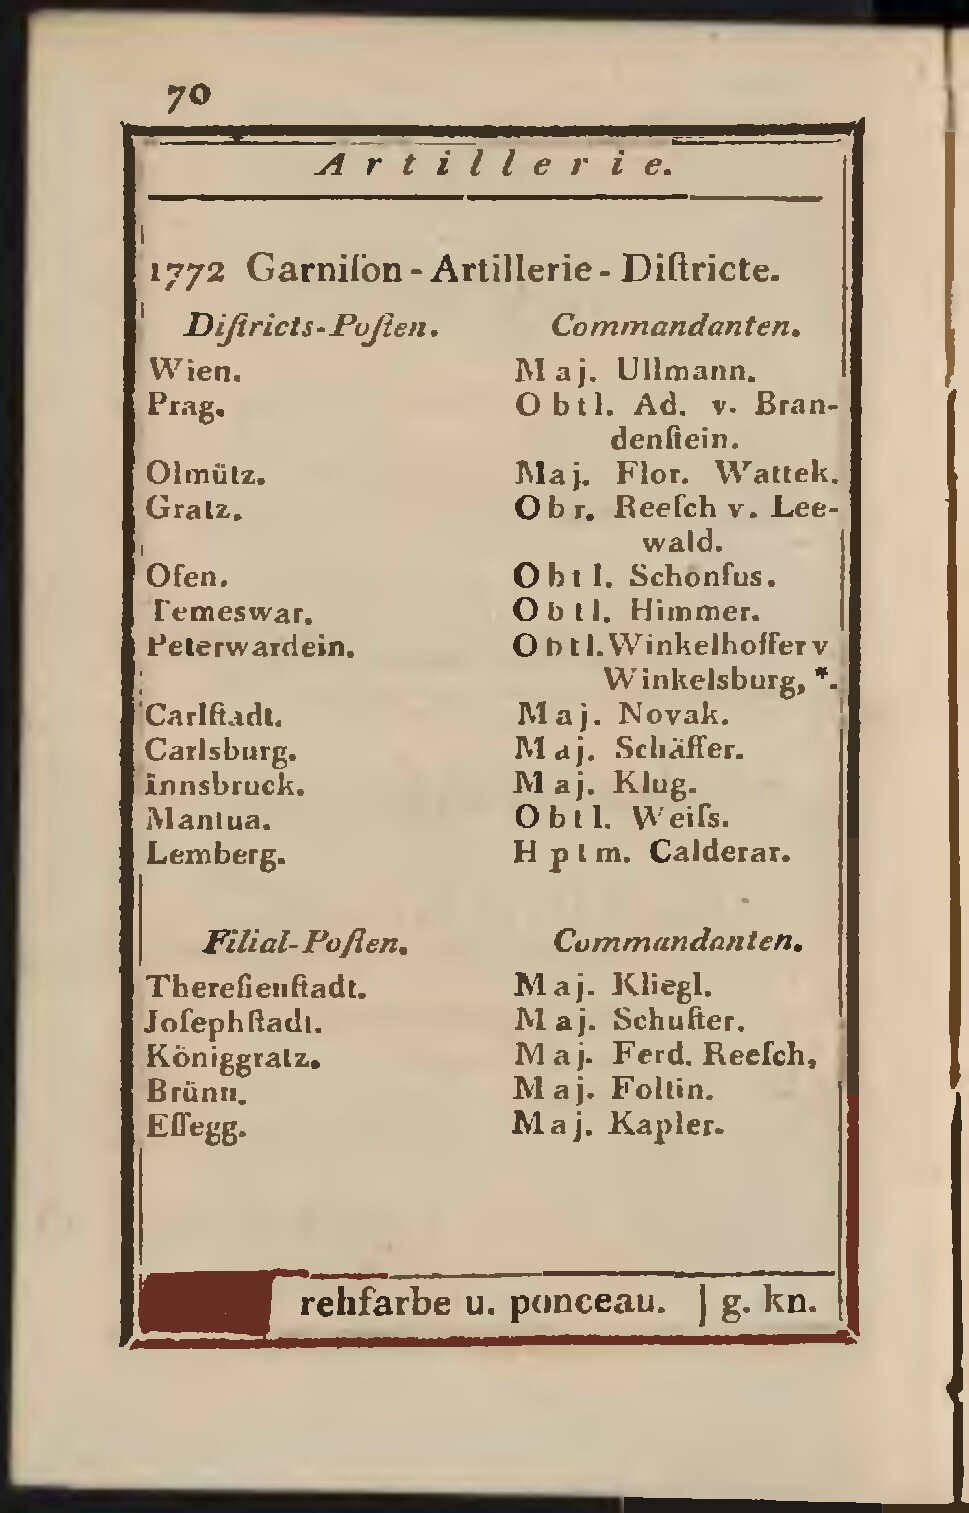 70
Artillerie.
1772 Garniſon-Artillerie-Diſtricte.
Diſtricts-Poſten. Commandanten.
Wien. Maj. Ullmann.
Prag. Obtl. Ad. v. Bran-
denſtein.
Olmütz. Maj. Flor. Wattek.
Gratz. Obr. Reeſch v. Lee-
wald.
Ofen. Obtl. Schönfus.
Temeswar. Obtl. Himmer.
Peterwardein. Obtl. Winkelhoffer v
Winkelsburg, *.
Carlſtadt. Maj. Novak.
Carlsburg. Maj. Schäffer.
Innsbruck. Maj. Klug.
Mantua. Obtl. Weiſs.
Lemberg. Hptm. Calderar.
Filial-Poſten. Commandanten.
Thereſienſtadt. Maj. Kliegl.
Joſephſtadt. Maj. Schuſter.
Königgratz. Maj. Ferd. Reeſch,
Brünn. Maj. Foltin.
Eſſegg. Maj. Kapler.
rehfarbe u. ponceau. | g. kn.